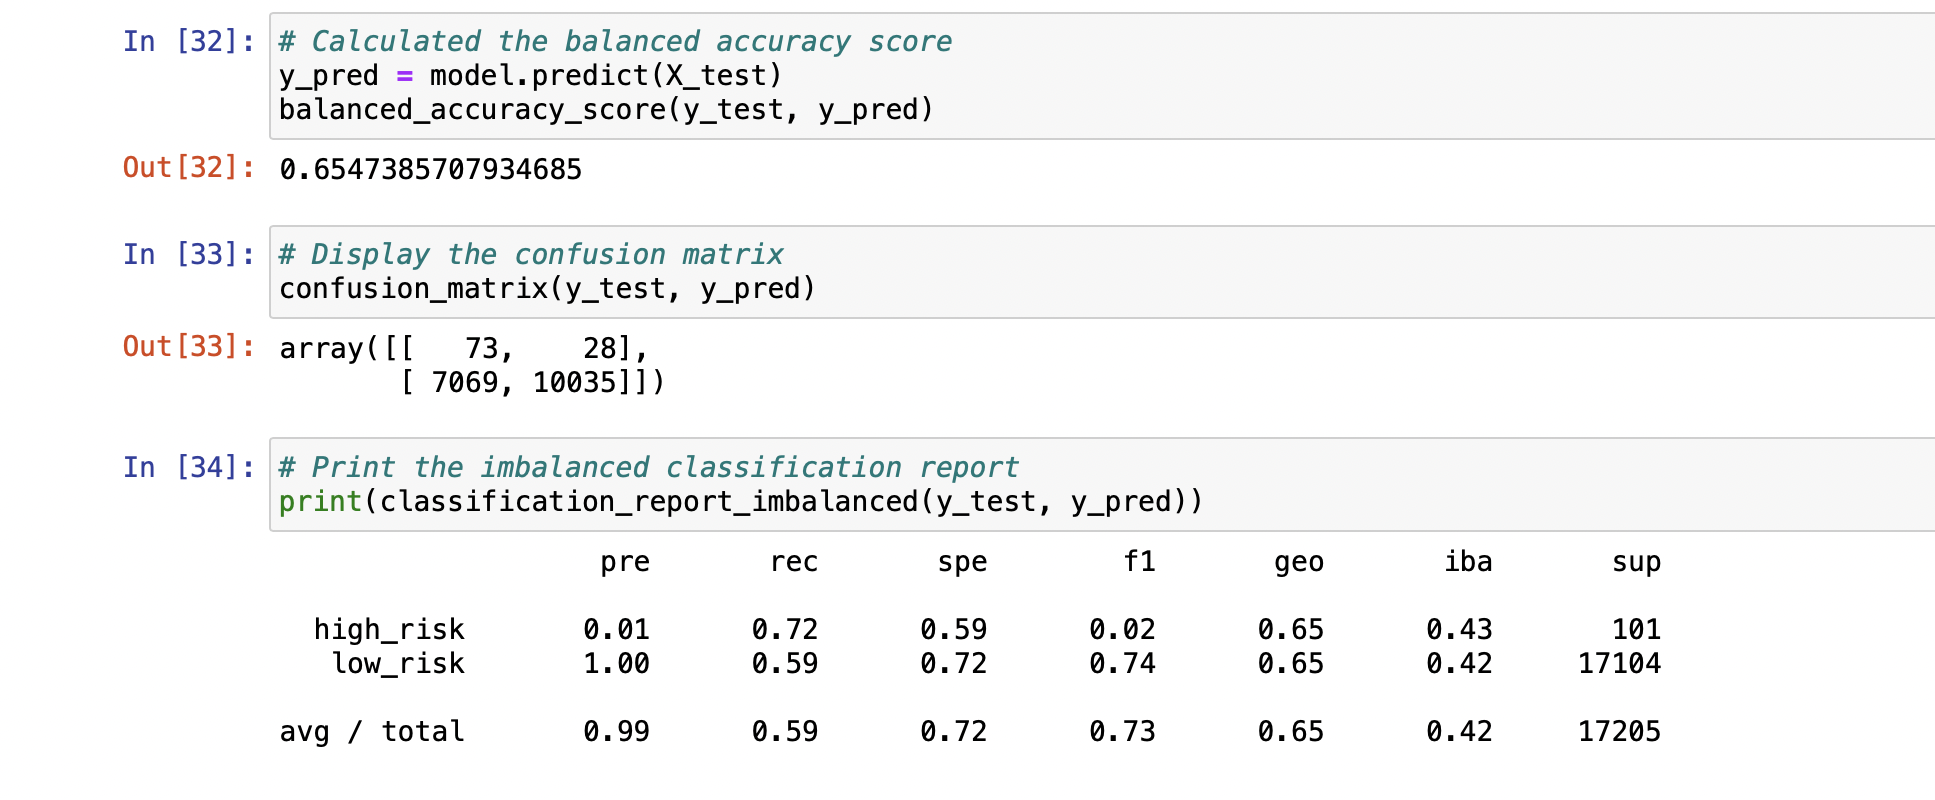 In [32]: # Calculated the balanced accuracy score
y_pred = model.predict(X_test)
balanced_accuracy_score(y_test, y_pred)
Out[32]: 0.6547385707934685
In [33]: # Display the confusion matrix
confusion_matrix(y_test, y_pred)
Out[33]: array([[   73,    28],
       [ 7069, 10035]])
In [34]: # Print the imbalanced classification report
print(classification_report_imbalanced(y_test, y_pred))
pre rec spe f1 geo iba sup
high_risk 0.01 0.72 0.59 0.02 0.65 0.43 101
low_risk 1.00 0.59 0.72 0.74 0.65 0.42 17104
avg / total 0.99 0.59 0.72 0.73 0.65 0.42 17205